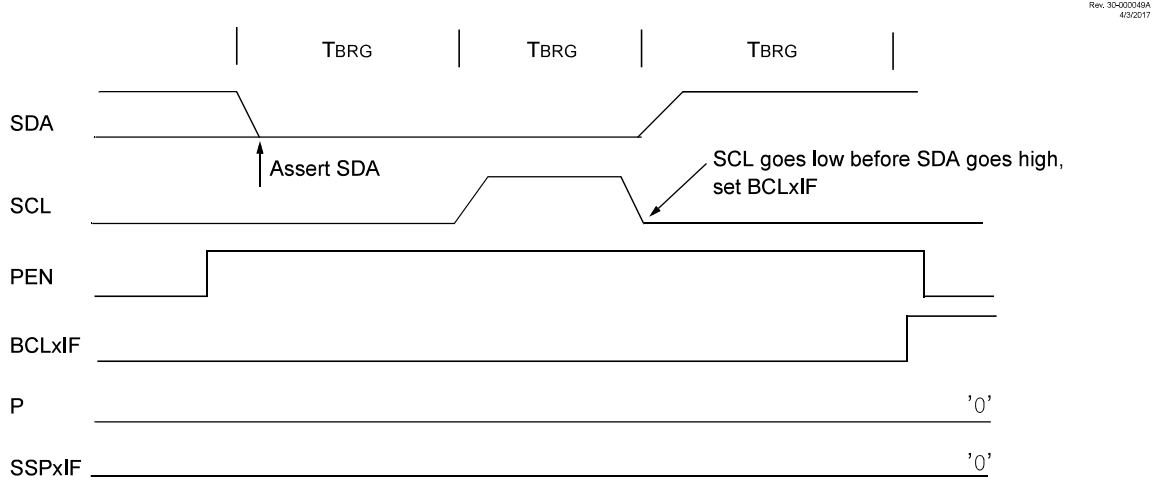 Rev. 30-000049A
4/3/2017
TBRG TBRG TBRG
SDA
Assert SDA
SCL goes low before SDA goes high,
set BCLxIF
SCL
PEN
BCLxIF
P '0'
SSPxIF '0'